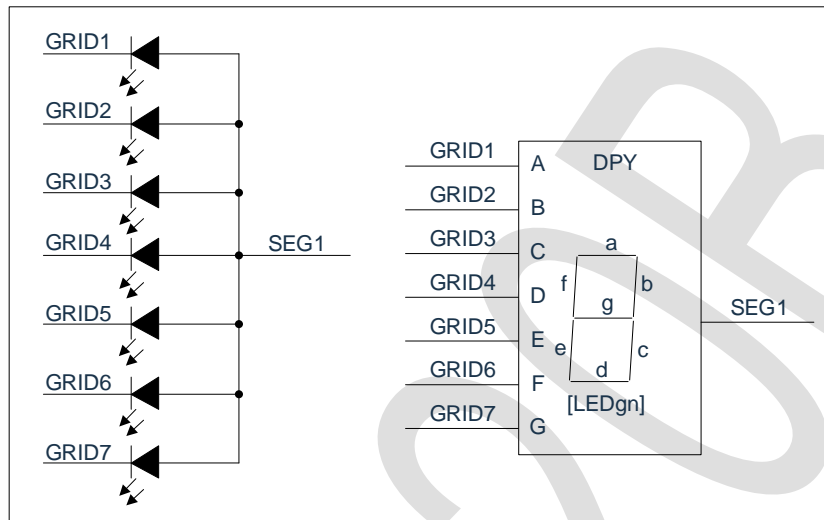 GRID1
GRID2
GRID3
GRID4
GRID5
GRID6
GRID7
SEG1
GRID1
GRID2
GRID3
GRID4
GRID5
GRID6
GRID7
A
B
C
D
E
F
G
DPY
a
f
b
g
e
c
d
[LEDgn]
SEG1